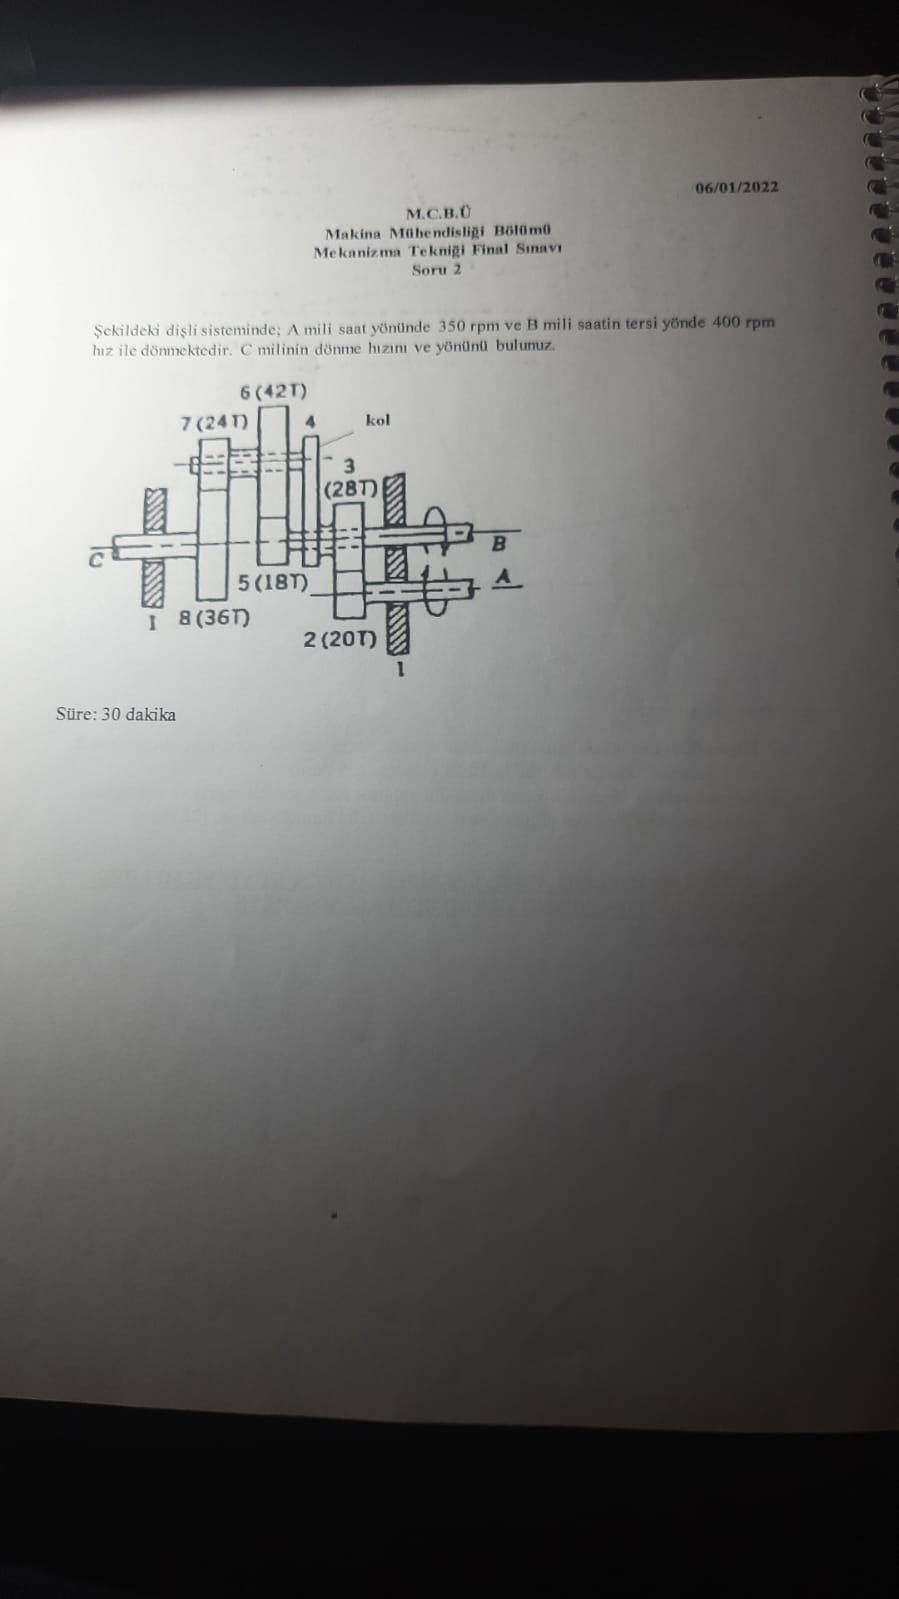 06/01/2022
M.C.B.Ü
Makina Mühendisliği Bölümü
Mekanizma Tekniği Final Sınavı
Soru 2
Şekildeki dişli sisteminde; A mili saat yönünde 350 rpm ve B mili saatin tersi yönde 400 rpm
hız ile dönmektedir. C milinin dönme hızını ve yönünü bulunuz.
6 (42T)
7 (24T)
4
kol
3
(28T)
B
C
A
5 (18T)
1
8 (36T)
2 (20T)
1
Süre: 30 dakika